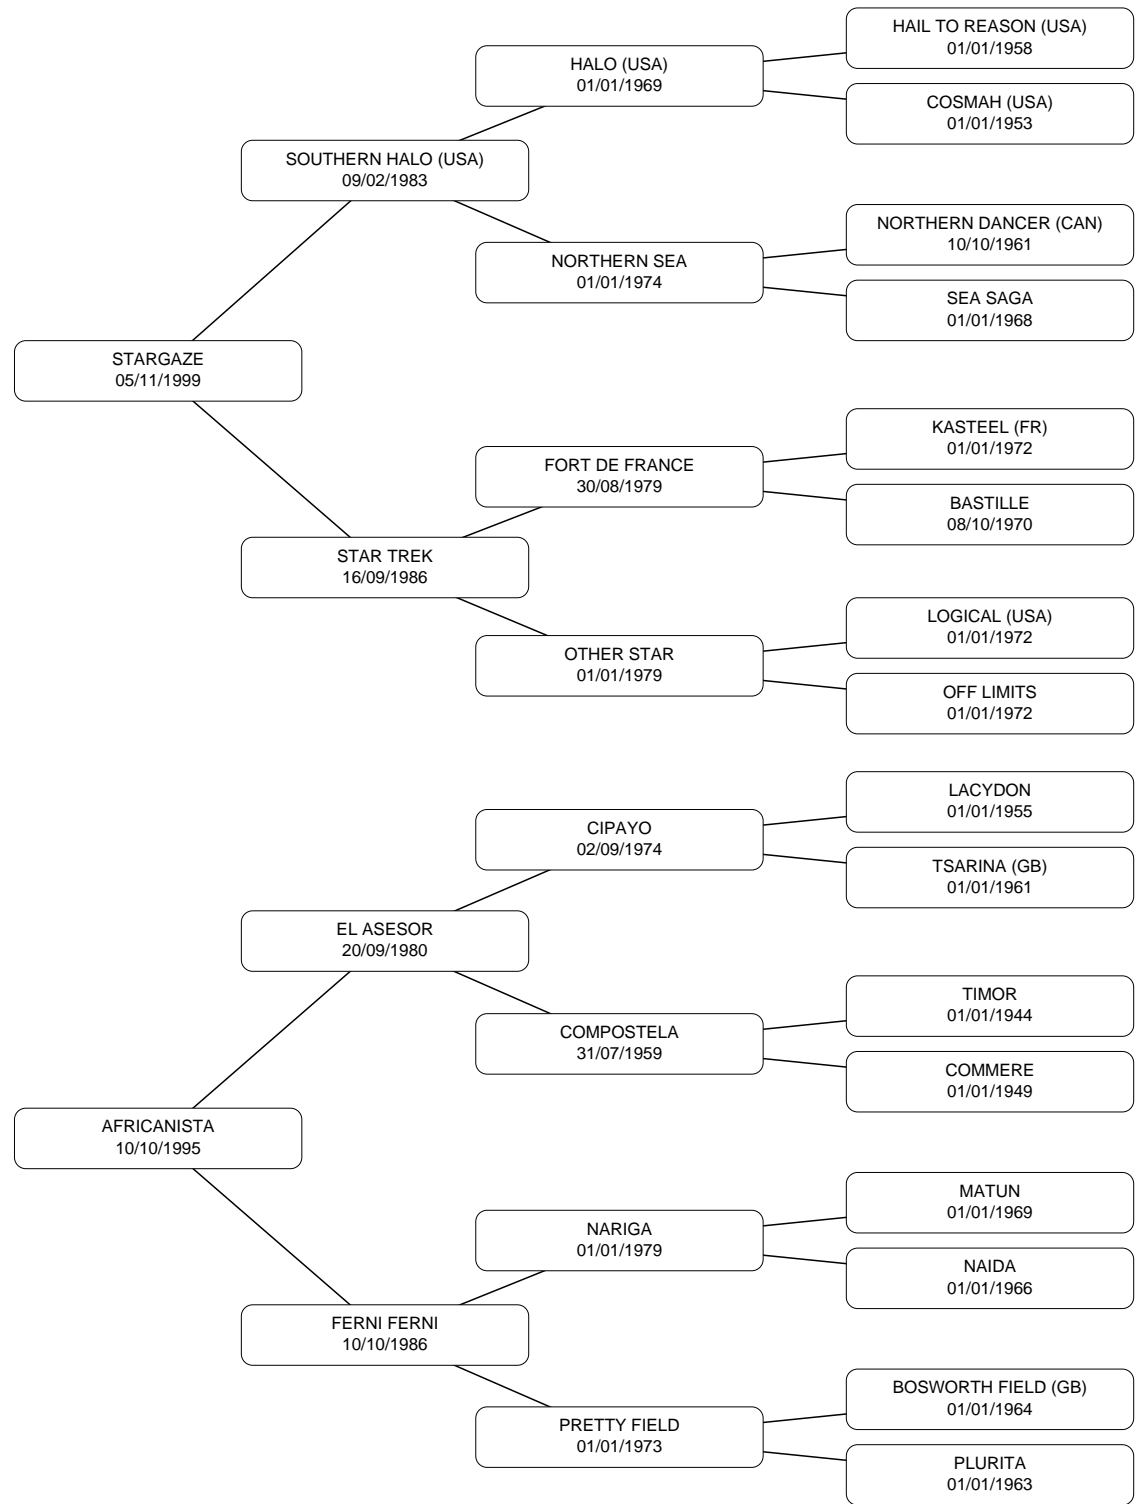 HAIL TO REASON (USA)
01/01/1958
HALO (USA)
01/01/1969
COSMAH (USA)
01/01/1953
SOUTHERN HALO (USA)
09/02/1983
NORTHERN DANCER (CAN)
10/10/1961
NORTHERN SEA
01/01/1974
SEA SAGA
01/01/1968
STARGAZE
05/11/1999
KASTEEL (FR)
01/01/1972
FORT DE FRANCE
30/08/1979
BASTILLE
08/10/1970
STAR TREK
16/09/1986
LOGICAL (USA)
01/01/1972
OTHER STAR
01/01/1979
OFF LIMITS
01/01/1972
LACYDON
01/01/1955
CIPAYO
02/09/1974
TSARINA (GB)
01/01/1961
EL ASESOR
20/09/1980
TIMOR
01/01/1944
COMPOSTELA
31/07/1959
COMMERE
01/01/1949
AFRICANISTA
10/10/1995
MATUN
01/01/1969
NARIGA
01/01/1979
NAIDA
01/01/1966
FERNI FERNI
10/10/1986
BOSWORTH FIELD (GB)
01/01/1964
PRETTY FIELD
01/01/1973
PLURITA
01/01/1963